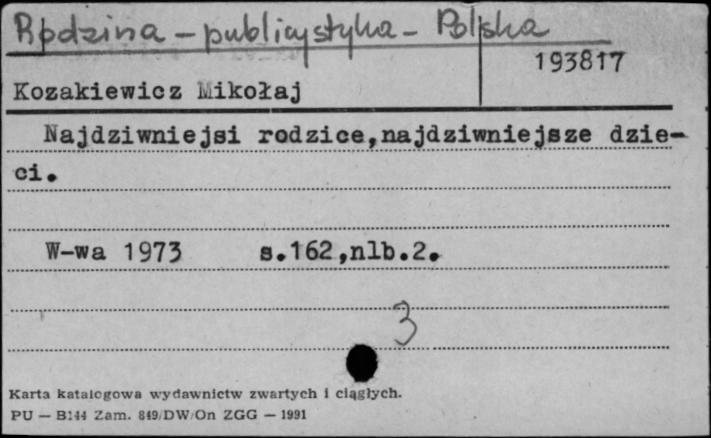 Rodzina - publicystyka - Polska
193817
Kozakiewicz Mikołaj
Najdziwniejsi rodzice,najdziwniejsze dzie-
ci.
W-wa 1973 s.162,nlb.2.
3
Karta katalogowa wydawnictw zwartych i ciągłych.
PU — B144 Zam. 849/DW/On ZGG — 1991